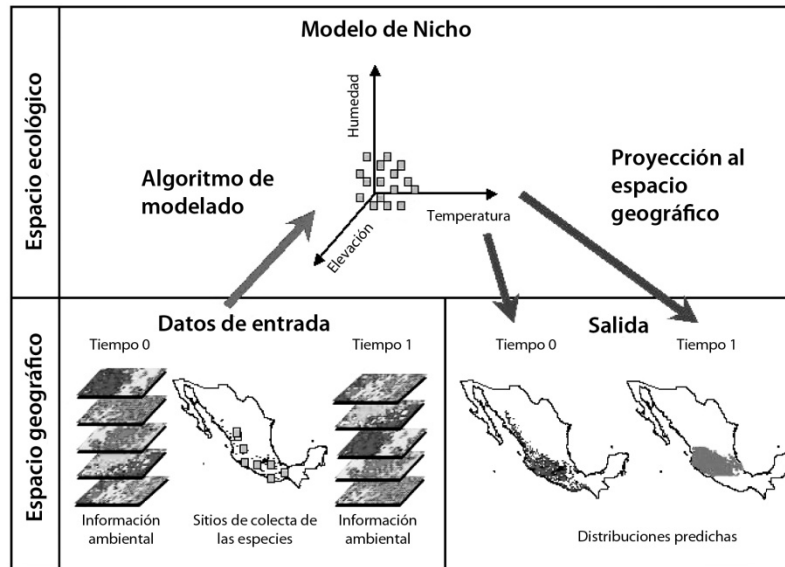 Espacio ecológico
Modelo de Nicho
Humedad
Temperatura
Elevación
Algoritmo de
modelado
Proyección al
espacio
geográfico
Espacio geográfico
Datos de entrada
Tiempo 0
Tiempo 1
Información
ambiental
Sitios de colecta de
las especies
Información
ambiental
Salida
Tiempo 0
Tiempo 1
Distribuciones predichas